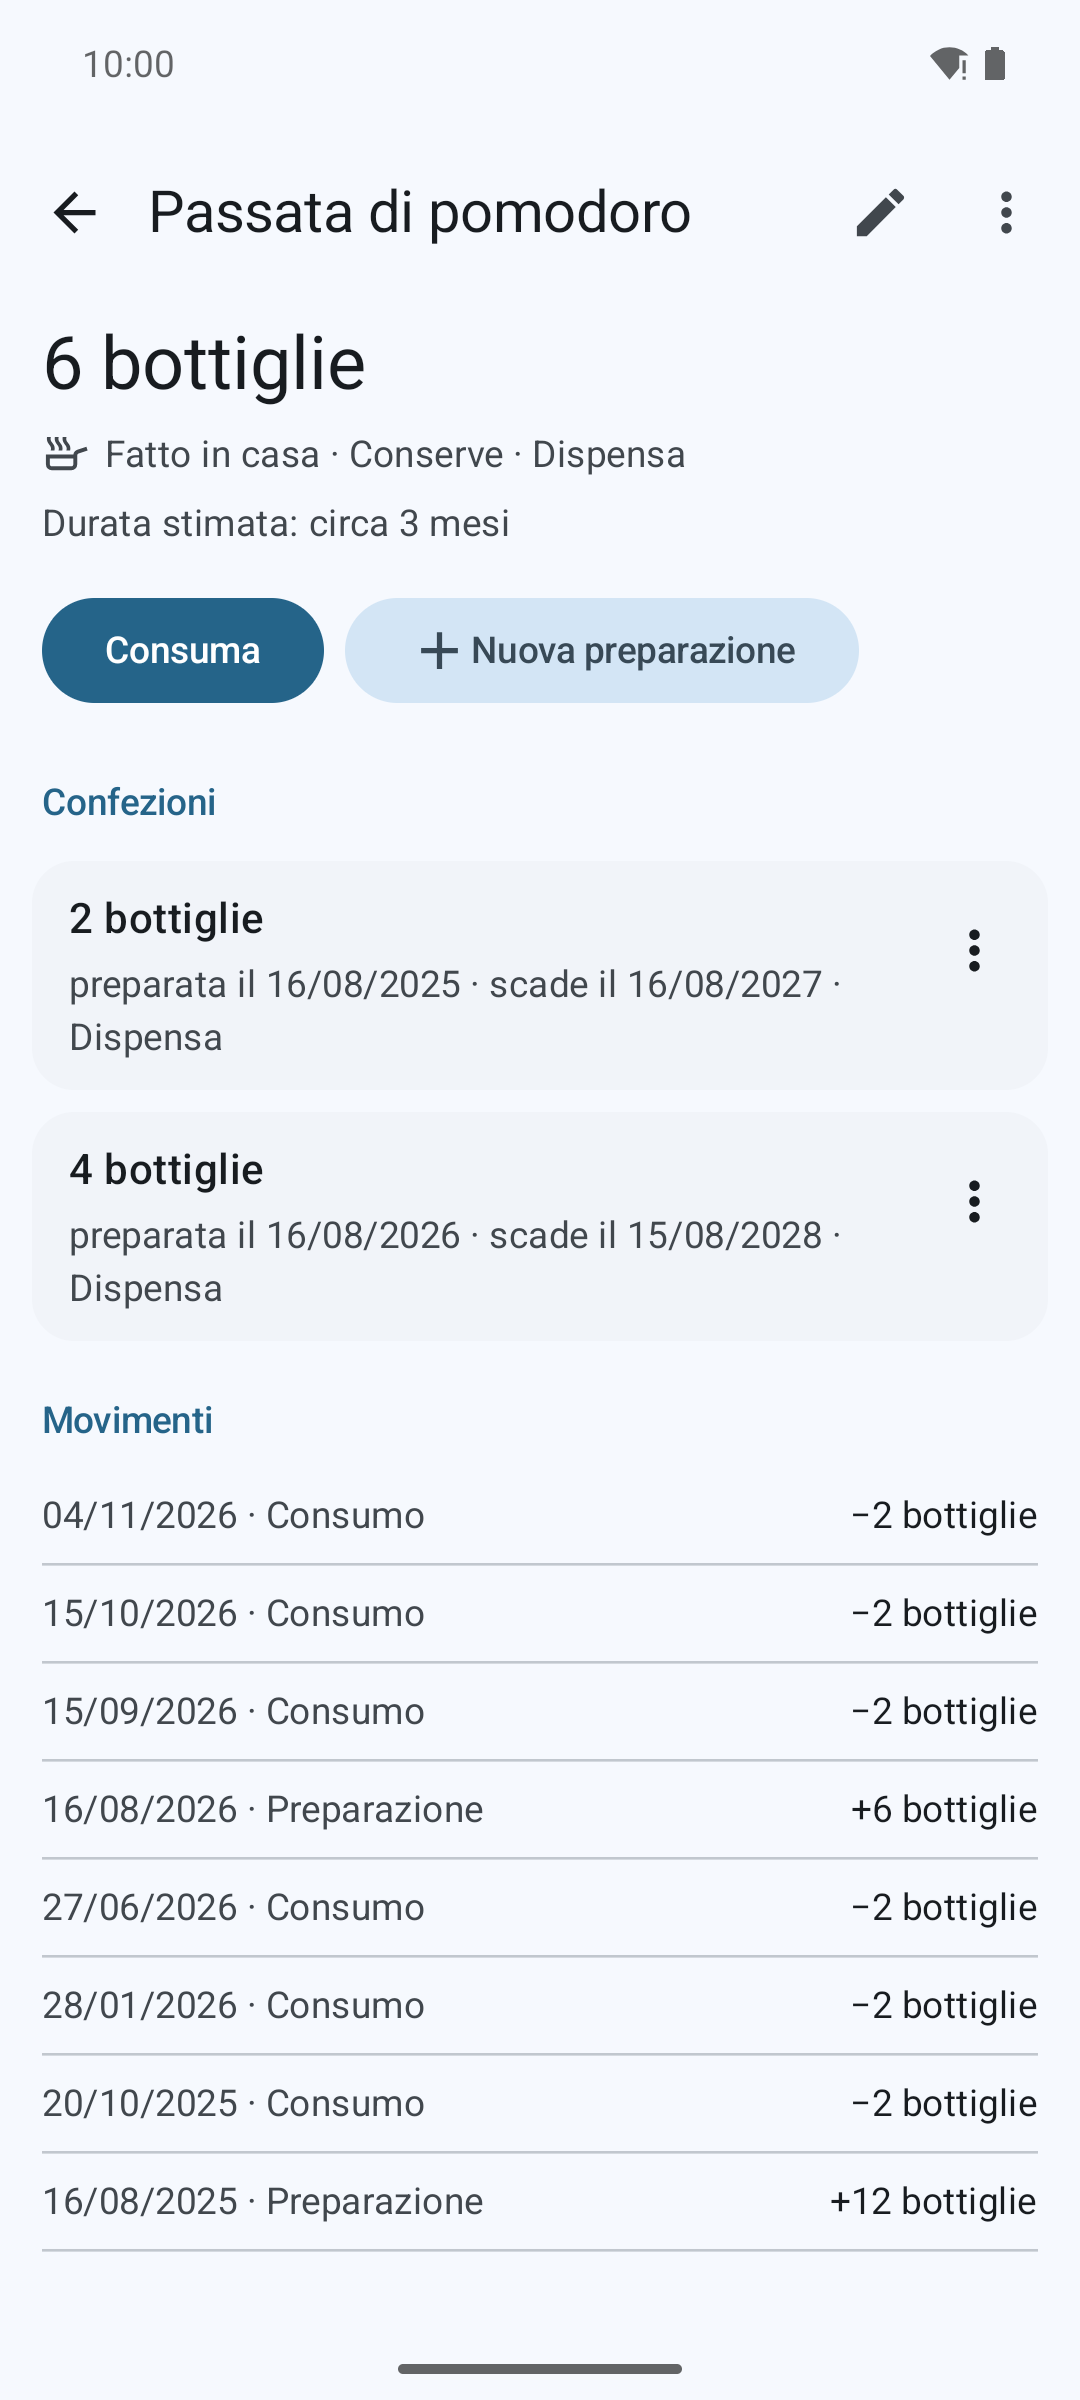 10:00
Passata di pomodoro
6 bottiglie
Fatto in casa · Conserve · Dispensa
Durata stimata: circa 3 mesi
Consuma
Nuova preparazione
Confezioni
2 bottiglie
preparata il 16/08/2025 · scade il 16/08/2027 ·
Dispensa
4 bottiglie
preparata il 16/08/2026 · scade il 15/08/2028 ·
Dispensa
Movimenti
04/11/2026 · Consumo −2 bottiglie
15/10/2026 · Consumo −2 bottiglie
15/09/2026 · Consumo −2 bottiglie
16/08/2026 · Preparazione +6 bottiglie
27/06/2026 · Consumo −2 bottiglie
28/01/2026 · Consumo −2 bottiglie
20/10/2025 · Consumo −2 bottiglie
16/08/2025 · Preparazione +12 bottiglie